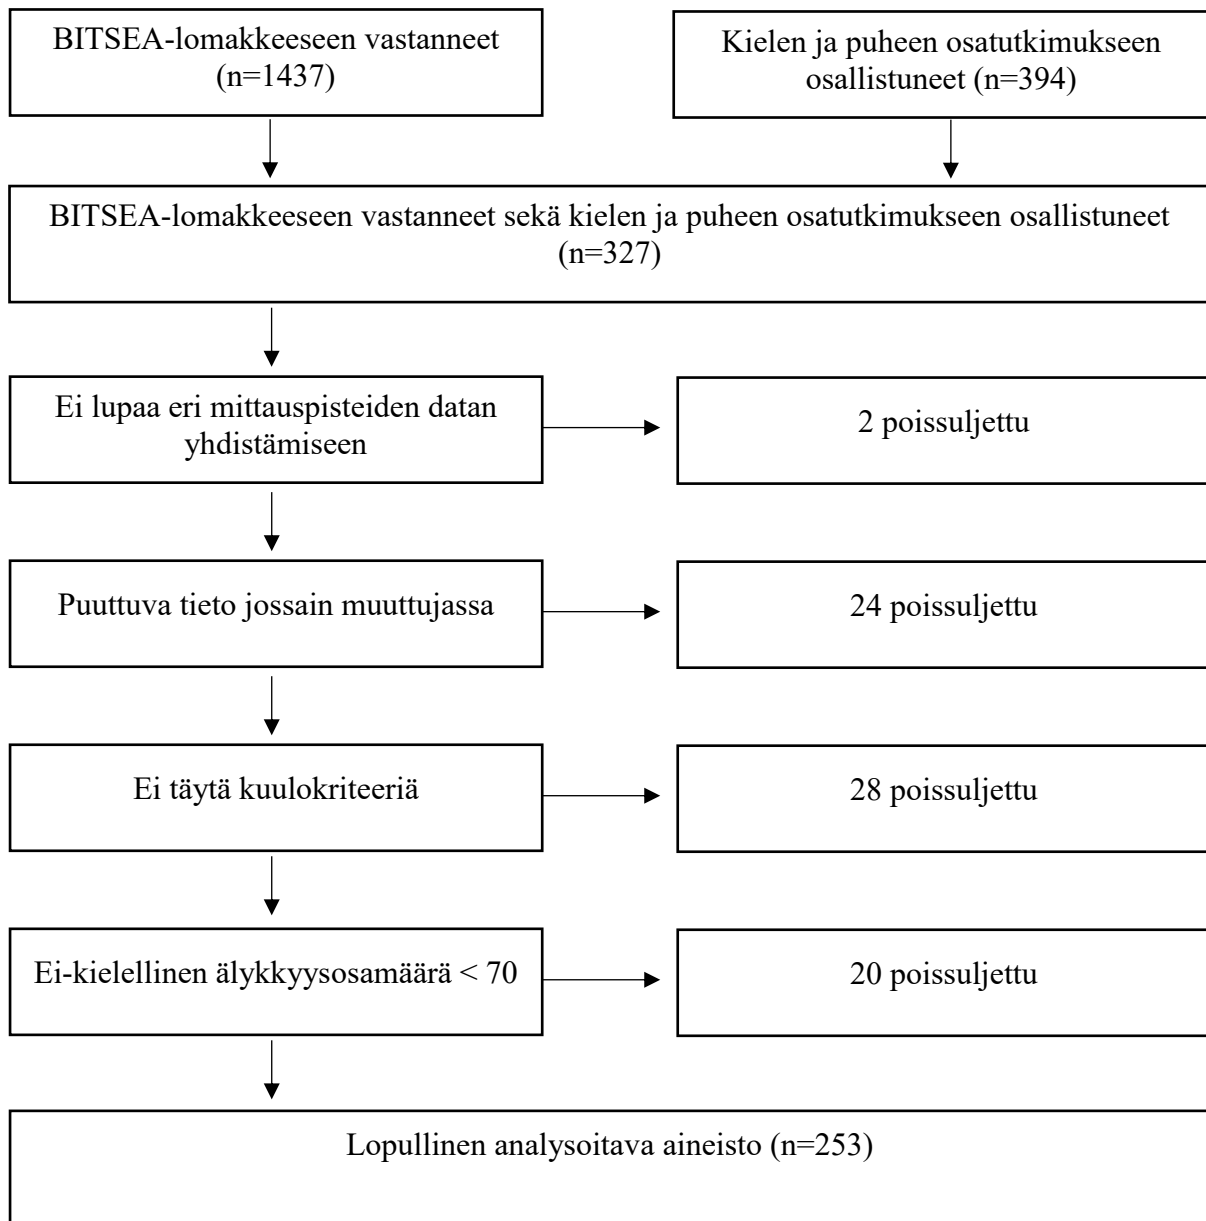 BITSEA-lomakkeeseen vastanneet
(n=1437)
Kielen ja puheen osatutkimukseen
osallistuneet (n=394)
BITSEA-lomakkeeseen vastanneet sekä kielen ja puheen osatutkimukseen osallistuneet
(n=327)
Ei lupaa eri mittauspisteiden datan
yhdistämiseen
2 poissuljettu
Puuttuva tieto jossain muuttujassa
24 poissuljettu
Ei täytä kuulokriteeriä
28 poissuljettu
Ei-kielellinen älykkyysosamäärä < 70
20 poissuljettu
Lopullinen analysoitava aineisto (n=253)